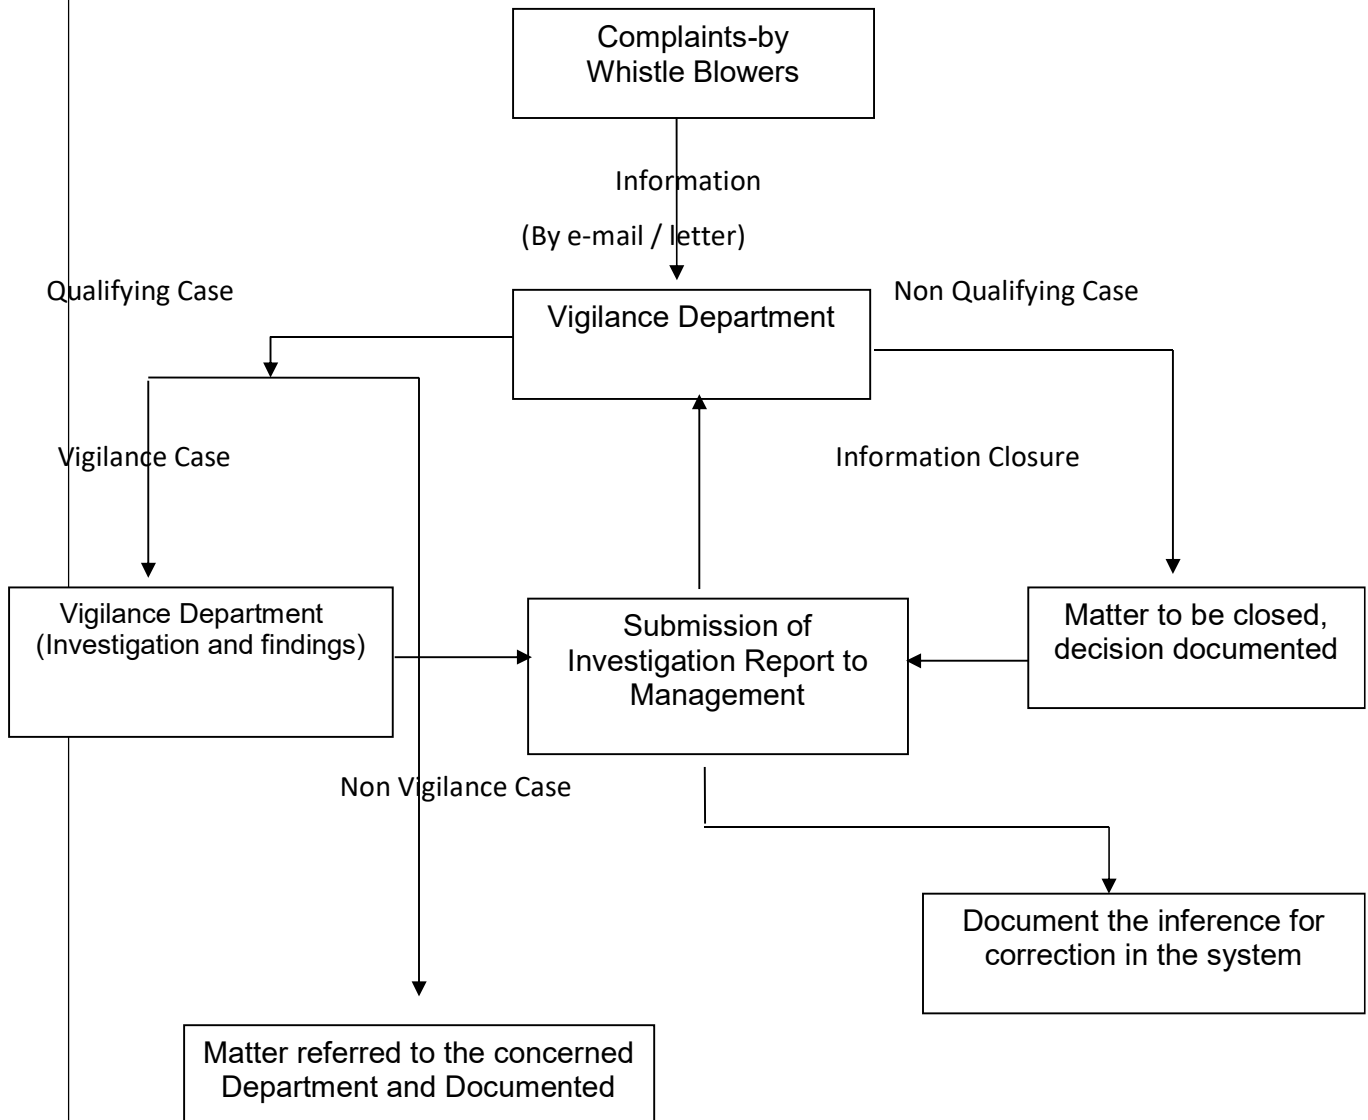 Complaints-by
Whistle Blowers
Information
(By e-mail / letter)
Qualifying Case
Non Qualifying Case
Vigilance Department
Vigilance Case
Information Closure
Vigilance Department
(Investigation and findings)
Submission of
Investigation Report to
Management
Matter to be closed,
decision documented
Non Vigilance Case
Document the inference for
correction in the system
Matter referred to the concerned
Department and Documented